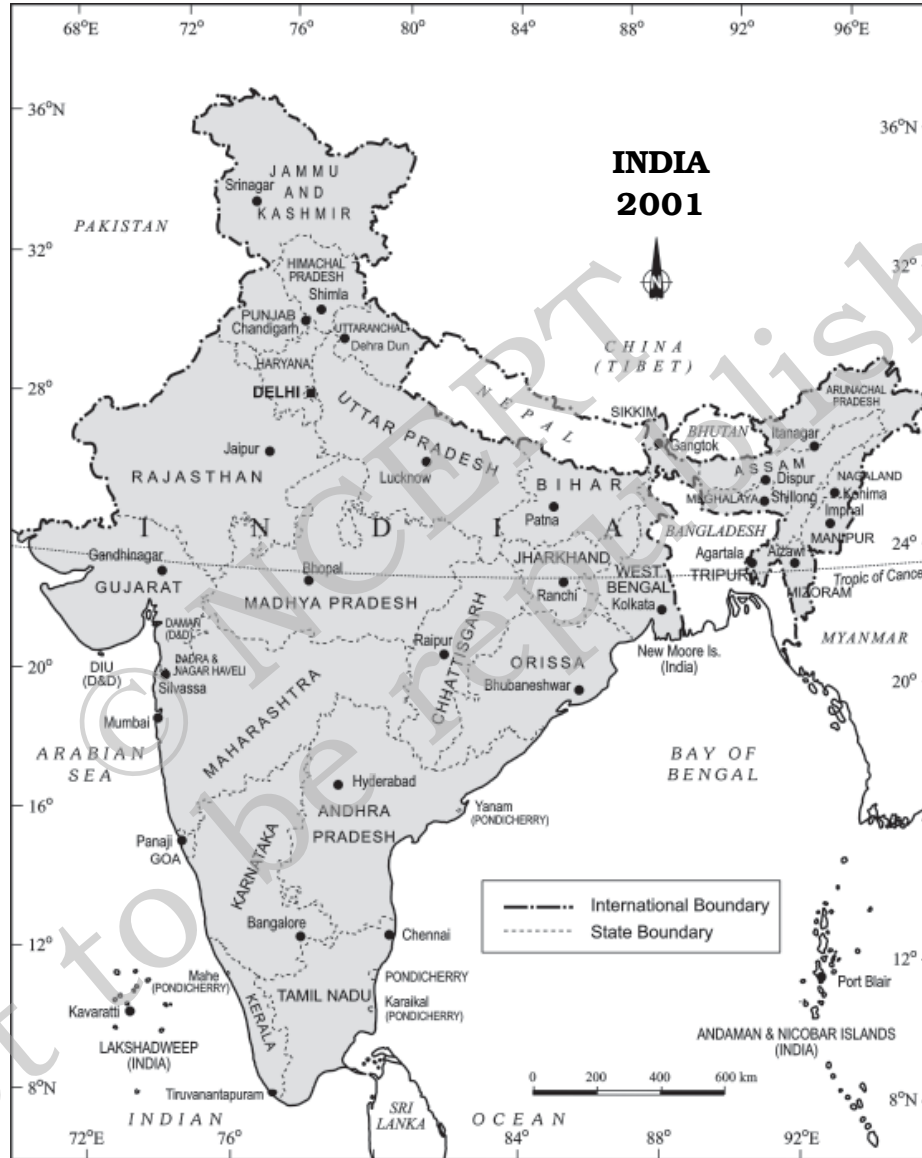 68°E
72°
76°
80°
84°
88°
92°
96°E
36°N
36°N
INDIA
2001
JAMMU
AND
KASHMIR
Srinagar
PAKISTAN
N
32°
32°
HIMACHAL
PRADESH
Shimla
PUNJAB
Chandigarh
UTTARANCHAL
Dehra Dun
CHINA
(TIBET)
HARYANA
28°
28°
DELHI
NEPAL
ARUNACHAL
PRADESH
UTTAR PRADESH
SIKKIM
BHUTAN
Itanagar
Gangtok
Jaipur
RAJASTHAN
Lucknow
ASSAM
Dispur
NAGALAND
BIHAR
MEGHALAYA
Shillong
Kohima
Patna
Imphal
INDIA
BANGLADESH
MANIPUR
24°
24°
Gandhinagar
GUJARAT
Bhopal
MADHYA PRADESH
JHARKHAND
Ranchi
WEST
BENGAL
Kolkata
Agartala
TRIPURA
Aizawl
MIZORAM
Tropic of Cance
DAMAN
(D&D)
Raipur
CHHATTISGARH
MYANMAR
New Moore Is.
(India)
DIU
(D&D)
DADRA &
NAGAR HAVELI
Silvassa
20°
20°
ORISSA
Bhubaneshwar
MAHARASHTRA
Mumbai
ARABIAN
SEA
BAY OF
BENGAL
Hyderabad
ANDHRA
PRADESH
16°
16°
Yanam
(PONDICHERRY)
Panaji
GOA
KARNATAKA
International Boundary
State Boundary
Bangalore
Chennai
12°
12°
Mahe
(PONDICHERRY)
PONDICHERRY
Port Blair
Kavaratti
KERALA
TAMIL NADU
Karaikal
(PONDICHERRY)
LAKSHADWEEP
(INDIA)
ANDAMAN & NICOBAR ISLANDS
(INDIA)
Tiruvanantapuram
8°N
8°N
0
200
400
600 km
INDIAN
SRI
LANKA
OCEAN
72°E
76°
84°
88°
92°E
© NCERT
not to be republished